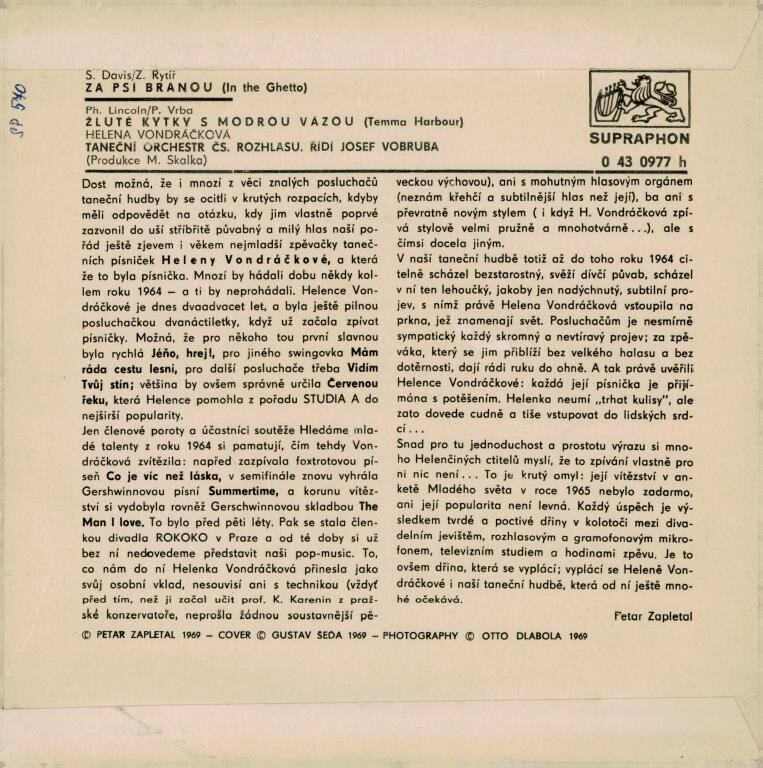 S. Davis/Z. Rytíř
ZA PSÍ BRANOU (In the Ghetto)
Ph. Lincoln/P. Vrba
ŽLUTÉ KYTKY S MODROU VÁZOU (Temma Harbour)
HELENA VONDRÁČKOVÁ
TANEČNÍ ORCHESTR ČS. ROZHLASU. ŘÍDÍ JOSEF VOBRUBA
(Produkce M. Skalka)
SUPRAPHON
0 43 0977 h
SP 570
Dost možná, že i mnozí z věci znalých posluchačů
taneční hudby by se ocitli v krutých rozpacích, kdyby
měli odpovědět na otázku, kdy jim vlastně poprvé
zazvonil do uší stříbřitě půvabný a milý hlas naší po-
řád ještě zjevem i věkem nejmladší zpěvačky taneč-
ních písniček Heleny Vondráčkové, a která
že to byla písnička. Mnozí by hádali dobu někdy kol-
lem roku 1964 – a ti by neprohádali. Helence Von-
dráčkové je dnes dvaadvacet let, a byla ještě pilnou
posluchačkou dvanáctiletky, když už začala zpívat
písničky. Možná, že pro někoho tou první slavnou
byla rychlá Jéňo, hrej!, pro jiného swingovka Mám
ráda cestu lesní, pro další posluchače třeba Vidím
Tvůj stín; většina by ovšem správně určila Červenou
řeku, která Helence pomohla z pořadu STUDIA A do
nejširší popularity.
Jen členové poroty a účastníci soutěže Hledáme mla-
dé talenty z roku 1964 si pamatují, čím tehdy Von-
dráčková zvítězila: napřed zazpívala foxtrotovou pí-
seň Co je víc než láska, v semifinále znovu vyhrála
Gershwinnovou písní Summertime, a korunu vítěz-
ství si vydobyla rovněž Gerschwinnovou skladbou The
Man I love. To bylo před pěti léty. Pak se stala člen-
kou divadla ROKOKO v Praze a od té doby si už
bez ní nedovedeme představit naši pop-music. To,
co nám do ní Helenka Vondráčková přinesla jako
svůj osobní vklad, nesouvisí ani s technikou (vždyť
před tím, než ji začal učit prof. K. Karenin z praž-
ské konzervatoře, neprošla žádnou soustavnější pě-
veckou výchovou), ani s mohutným hlasovým orgánem
(neznám křehčí a subtilnější hlas než její), ba ani s
převratně novým stylem ( i když H. Vondráčková zpí-
vá stylově velmi pružně a mnohotvárně...), ale s
čímsi docela jiným.
V naší taneční hudbě totiž až do toho roku 1964 ci-
telně scházel bezstarostný, svěží dívčí půvab, scházel
v ní ten lehoučký, jakoby jen nadýchnutý, subtilní pro-
jev, s nímž právě Helena Vondráčková vstoupila na
prkna, jež znamenají svět. Posluchačům je nesmírně
sympatický každý skromný a nevtíravý projev; za zpě-
váka, který se jim přiblíží bez velkého halasu a bez
dotěrnosti, dají rádi ruku do ohně. A tak právě uvěřili
Helence Vondráčkové: každá její písnička je přijí-
mána s potěšením. Helenka neumí „trhat kulisy", ale
zato dovede cudně a tiše vstupovat do lidských srd-
cí...
Snad pro tu jednoduchost a prostotu výrazu si mno-
ho Helenčiných ctitelů myslí, že to zpívání vlastně pro
ni nic není... To je krutý omyl: její vítězství v an-
ketě Mladého světa v roce 1965 nebylo zadarmo,
ani její popularita není levná. Každý úspěch je vý-
sledkem tvrdé a poctivé dřiny v kolotoči mezi diva-
delním jevištěm, rozhlasovým a gramofonovým mikro-
fonem, televizním studiem a hodinami zpěvu. Je to
ovšem dřina, která se vyplácí; vyplácí se Heleně Von-
dráčkové i naší taneční hudbě, která od ní ještě mno-
hé očekává.
Petar Zapletal
© PETAR ZAPLETAL 1969 – COVER © GUSTAV ŠEDA 1969 – PHOTOGRAPHY © OTTO DLABOLA 1969